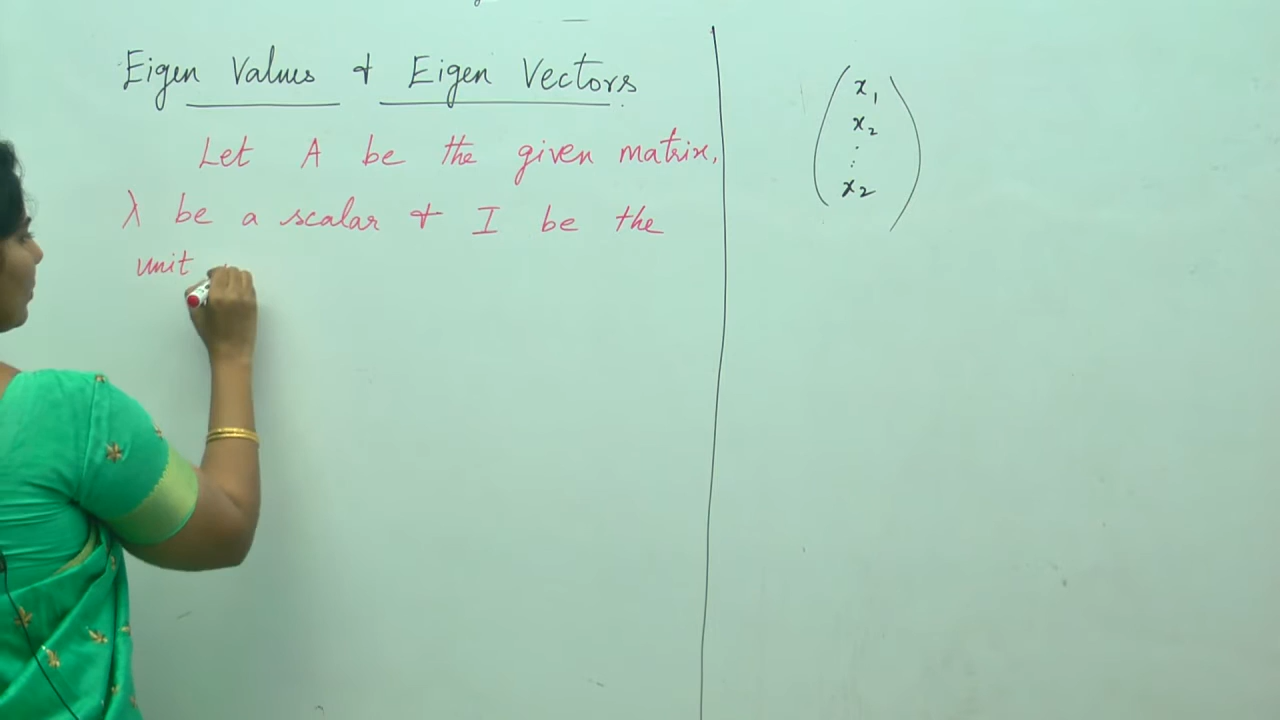 Eigen Values & Eigen Vectors
Let A be the given matrix,
λ be a scalar & I be the
unit
x1
x2
.
:
x2